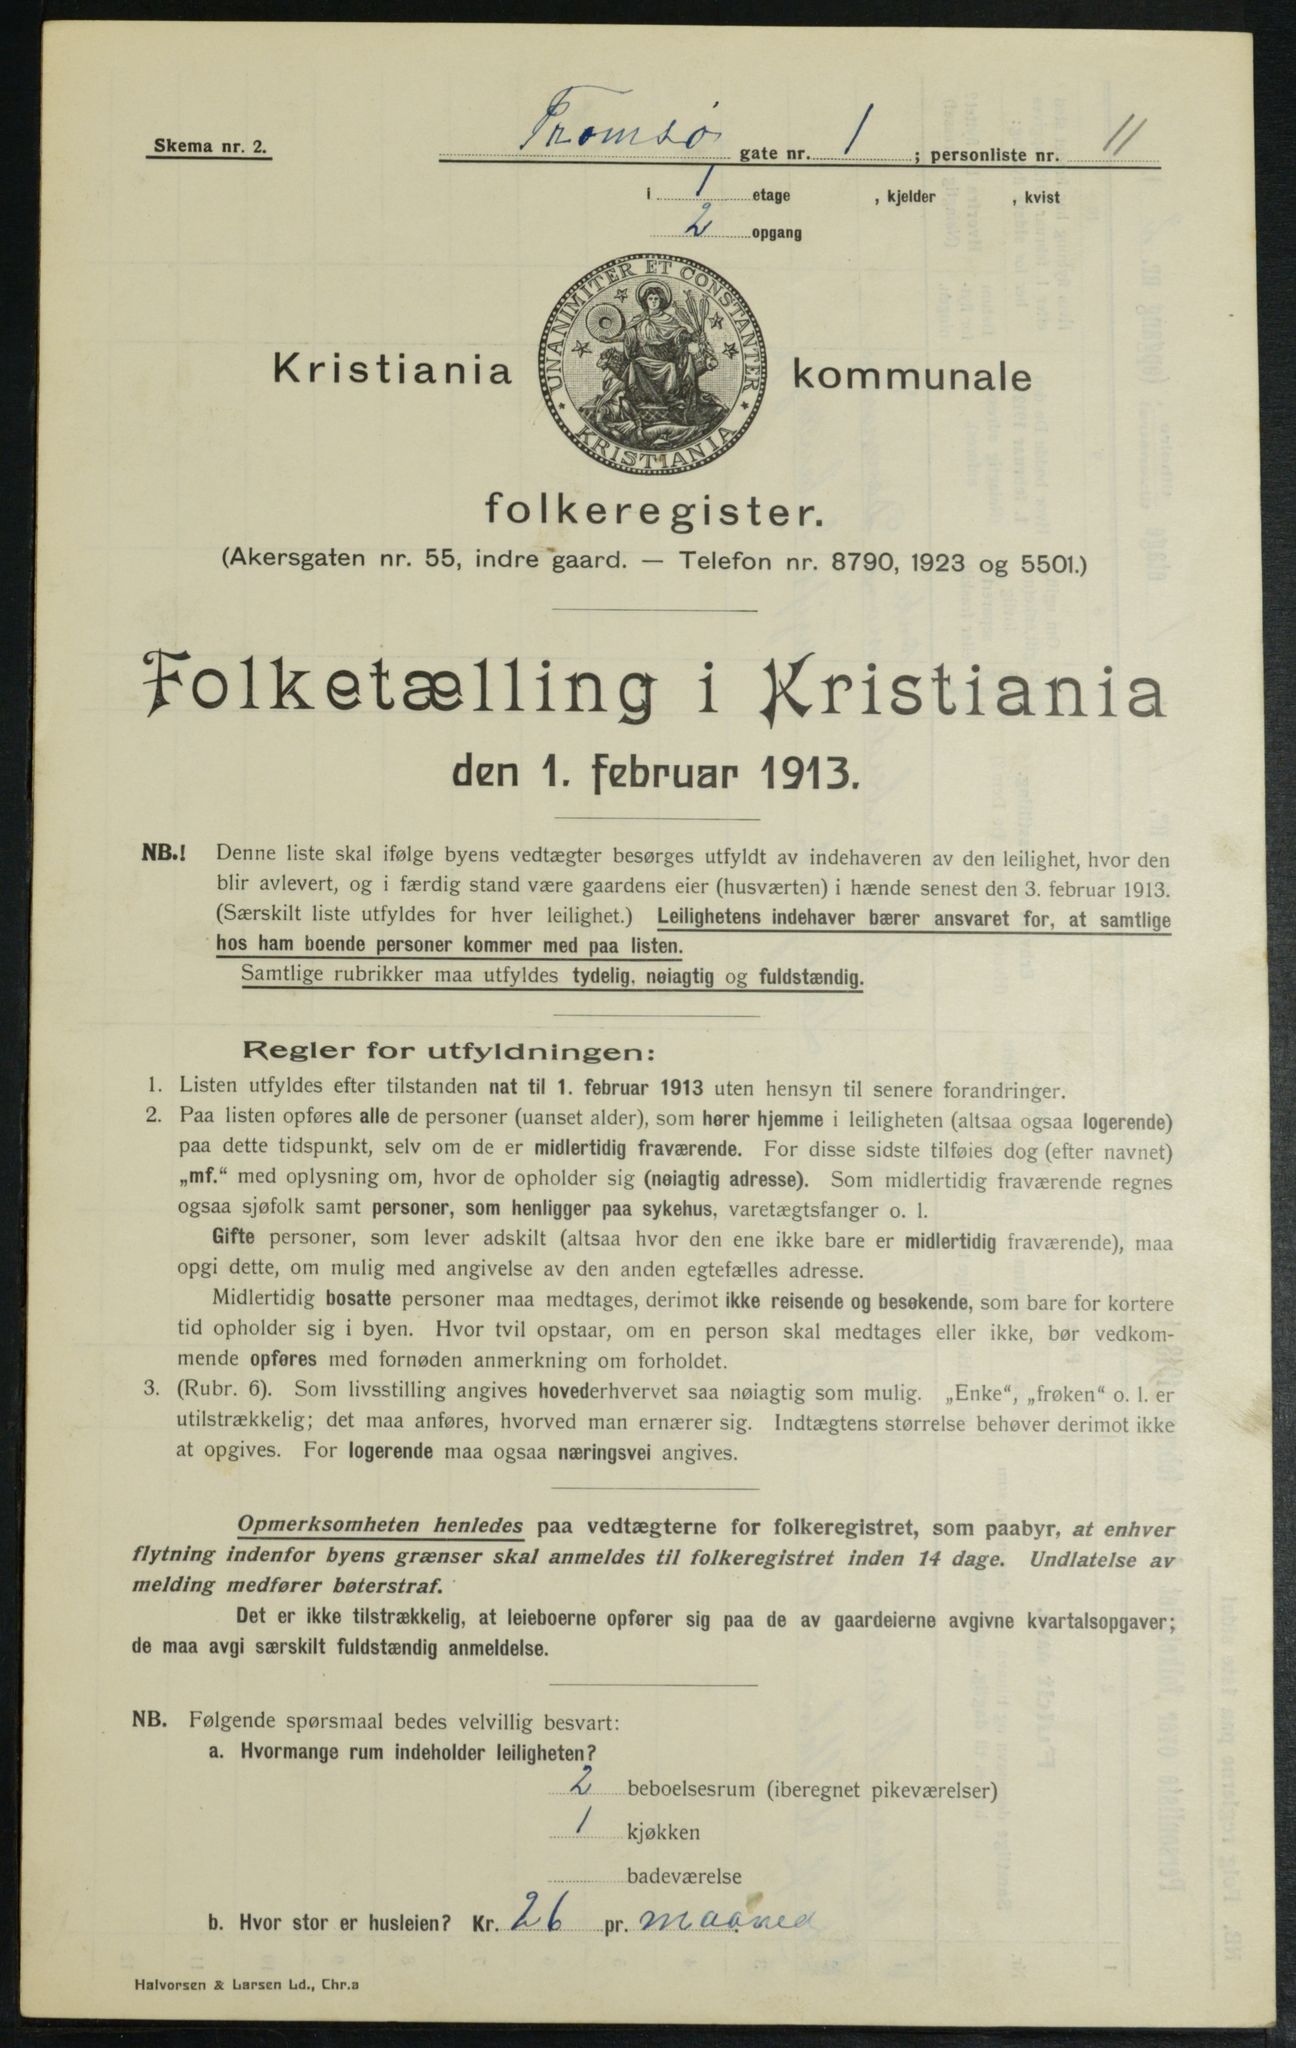 Skema nr. 2.
Tromsø gate nr. 1 ; personliste nr. 11
i 1 etage , kjelder , kvist
2 opgang
UNANIMITER ET CONSTANTER
KRISTIANIA
Kristiania kommunale
folkeregister.
(Akersgaten nr. 55, indre gaard. — Telefon nr. 8790, 1923 og 5501.)
Folketælling i Kristiania
den 1. februar 1913.
NB.! Denne liste skal ifølge byens vedtægter besørges utfyldt av indehaveren av den leilighet, hvor den
blir avlevert, og i færdig stand være gaardens eier (husværten) i hænde senest den 3. februar 1913.
(Særskilt liste utfyldes for hver leilighet.) Leilighetens indehaver bærer ansvaret for, at samtlige
hos ham boende personer kommer med paa listen.
Samtlige rubrikker maa utfyldes tydelig, nøiagtig og fuldstændig.
Regler for utfyldningen:
1. Listen utfyldes efter tilstanden nat til 1. februar 1913 uten hensyn til senere forandringer.
2. Paa listen opføres alle de personer (uanset alder), som hører hjemme i leiligheten (altsaa ogsaa logerende)
paa dette tidspunkt, selv om de er midlertidig fraværende. For disse sidste tilføies dog (efter navnet)
„mf.“ med oplysning om, hvor de opholder sig (nøiagtig adresse). Som midlertidig fraværende regnes
ogsaa sjøfolk samt personer, som henligger paa sykehus, varetægtsfanger o. l.
Gifte personer, som lever adskilt (altsaa hvor den ene ikke bare er midlertidig fraværende), maa
opgi dette, om mulig med angivelse av den anden egtefælles adresse.
Midlertidig bosatte personer maa medtages, derimot ikke reisende og besøkende, som bare for kortere
tid opholder sig i byen. Hvor tvil opstaar, om en person skal medtages eller ikke, bør vedkom-
mende opføres med fornøden anmerkning om forholdet.
3. (Rubr. 6). Som livsstilling angives hovederhvervet saa nøiagtig som mulig. „Enke“, „frøken“ o. l. er
utilstrækkelig; det maa anføres, hvorved man ernærer sig. Indtægtens størrelse behøver derimot ikke
at opgives. For logerende maa ogsaa næringsvei angives.
Opmerksomheten henledes paa vedtægterne for folkeregistret, som paabyr, at enhver
flytning indenfor byens grænser skal anmeldes til folkeregistret inden 14 dage. Undlatelse av
melding medfører bøterstraf.
Det er ikke tilstrækkelig, at leieboerne opfører sig paa de av gaardeierne avgivne kvartalsopgaver;
de maa avgi særskilt fuldstændig anmeldelse.
NB. Følgende spørsmaal bedes velvillig besvart:
a. Hvormange rum indeholder leiligheten?
2 beboelsesrum (iberegnet pikeværelser)
1 kjøkken
badeværelse
b. Hvor stor er husleien? Kr. 26 pr. maaned
Halvorsen & Larsen Ld., Chr.a